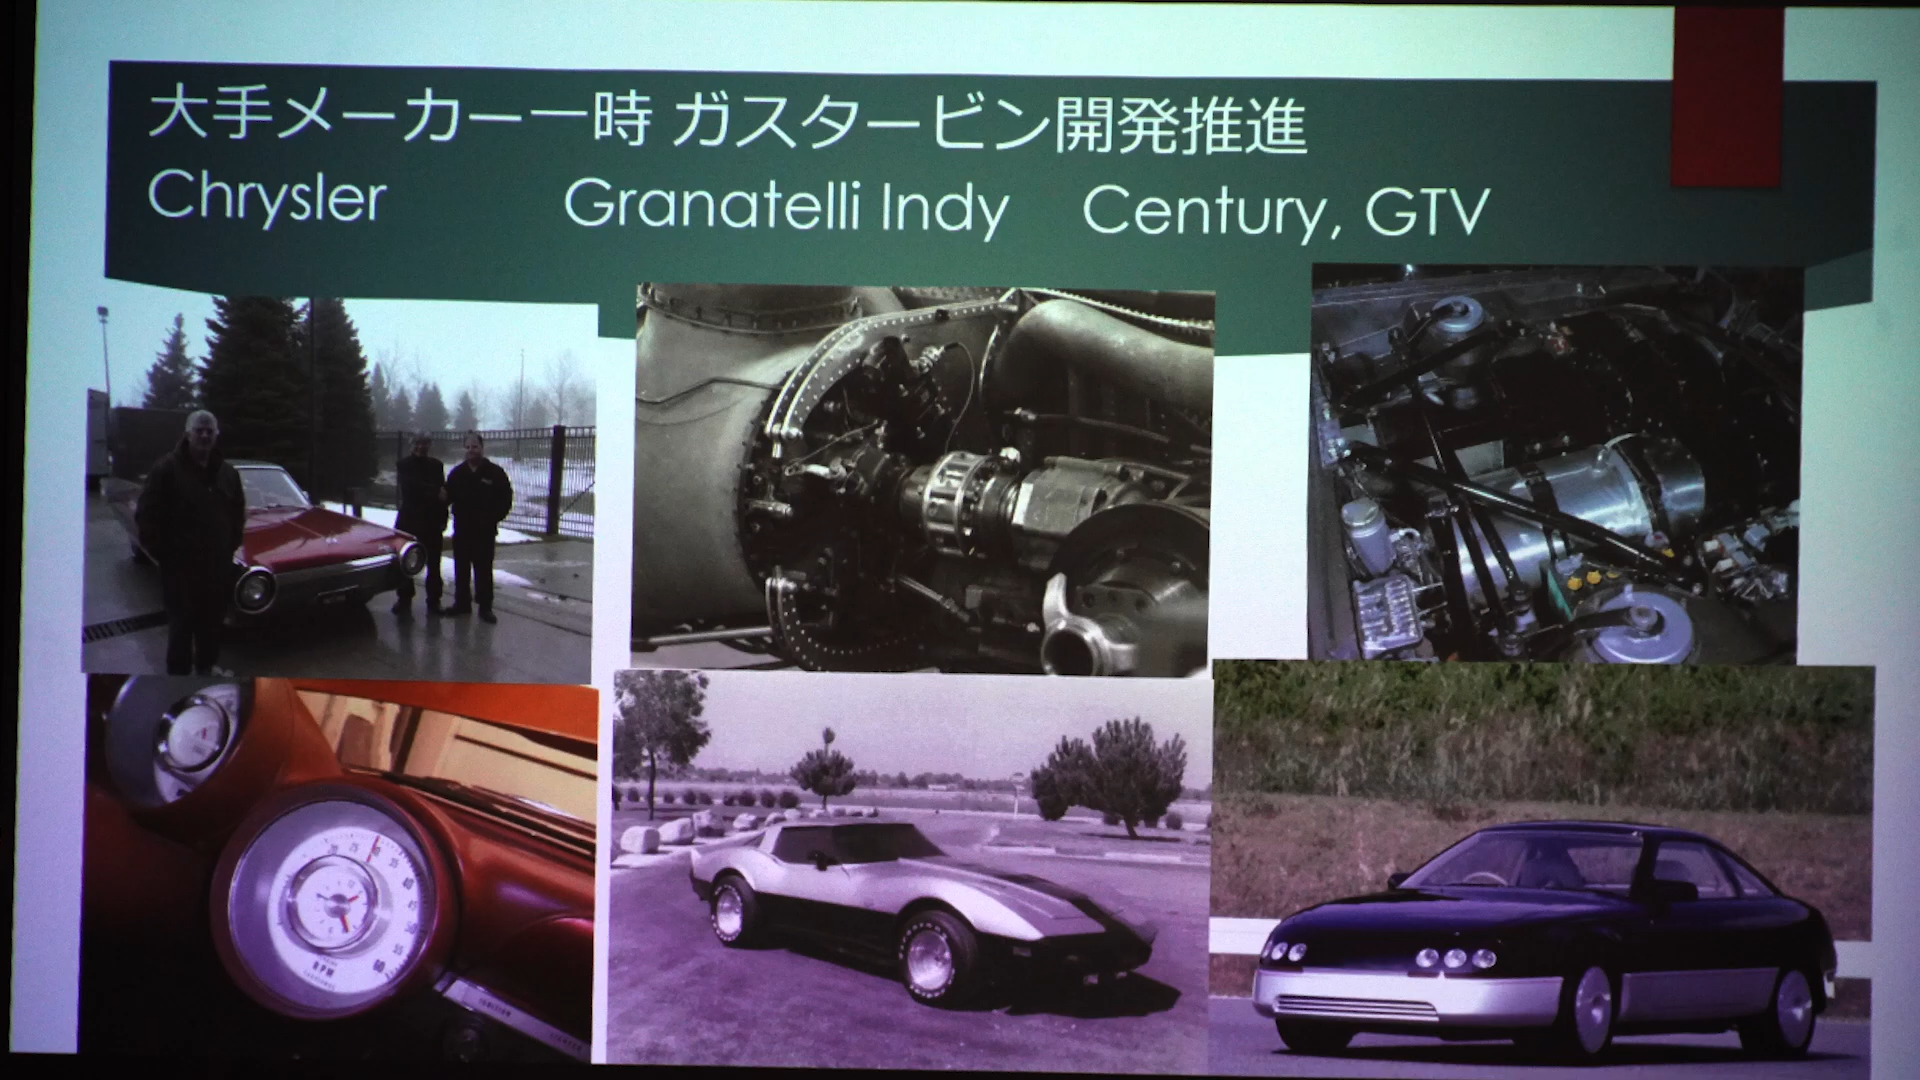 大手メーカー一時 ガスタービン開発推進
Chrysler Granatelli Indy Century, GTV
RPM